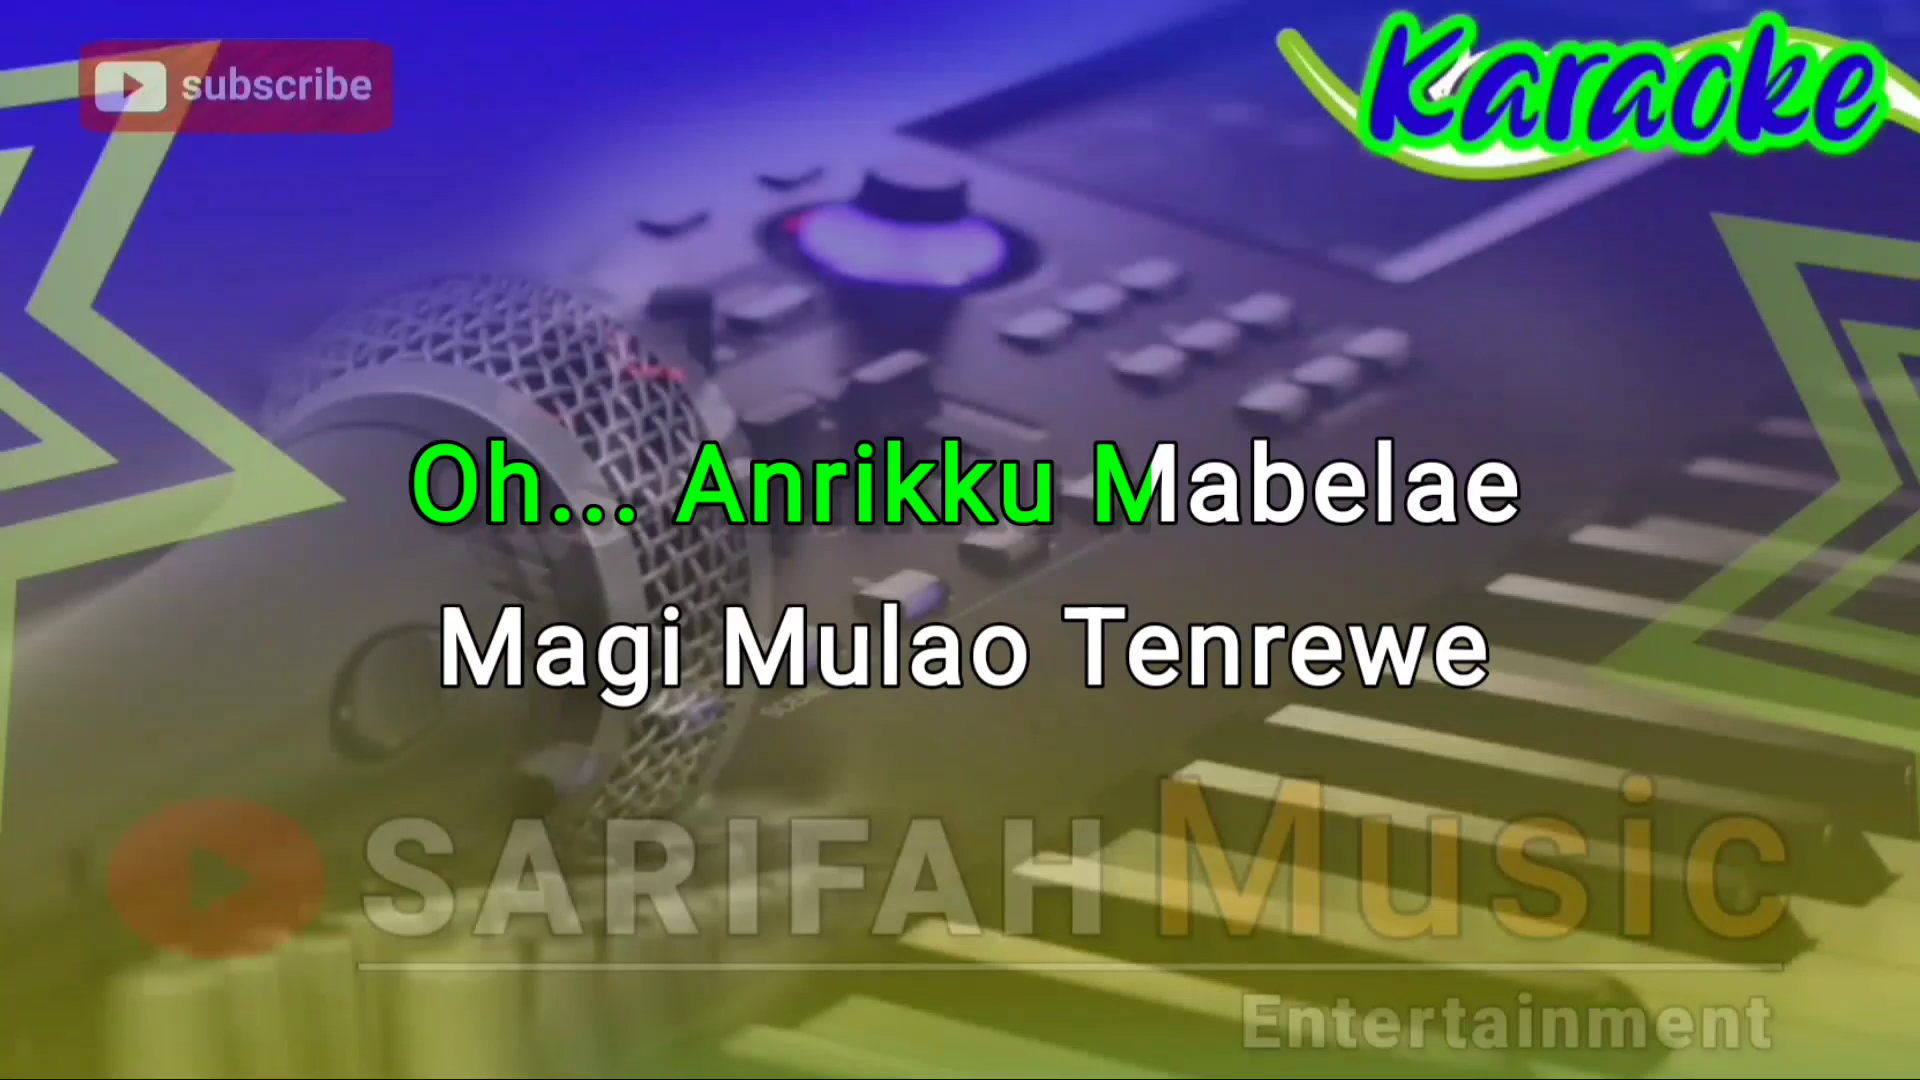 subscribe
Karaoke
Oh... Anrikku Mabelae
Magi Mulao Tenrewe
SARIFAH Music
Entertainment